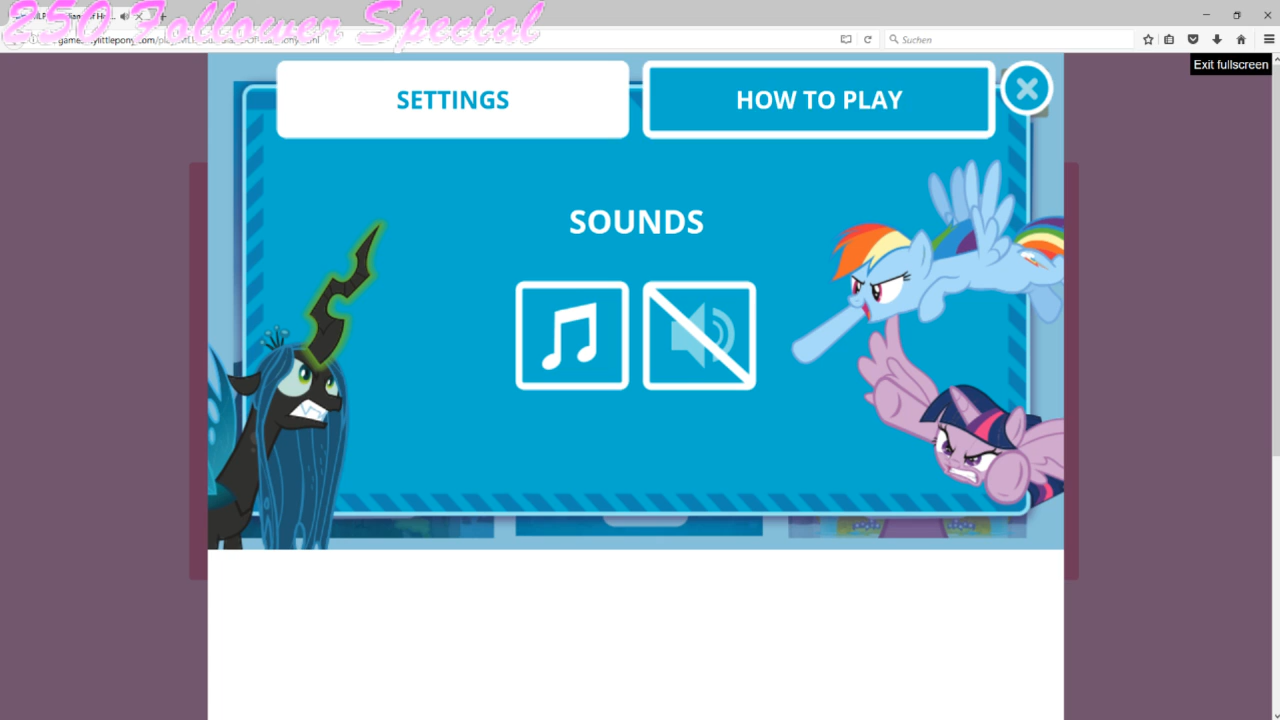 250 Follower Special
Suchen
Exit fullscreen
SETTINGS
HOW TO PLAY
SOUNDS